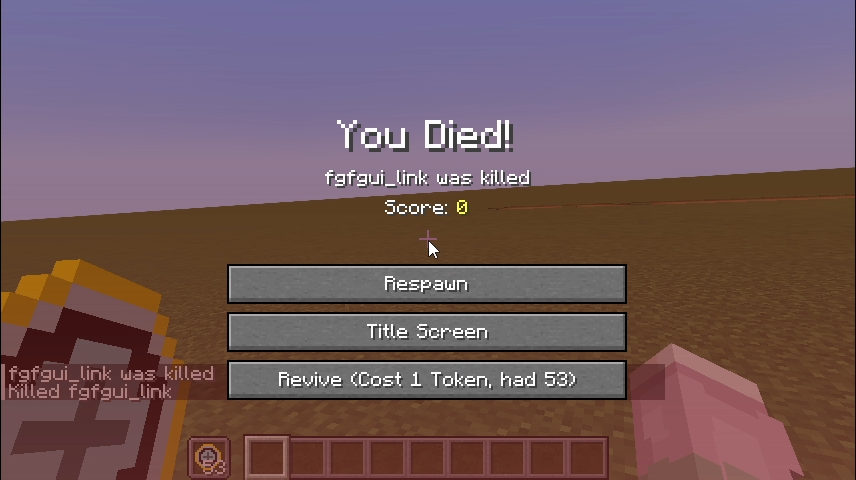 You Died!
fgfgui_link was killed
Score: 0
Respawn
Title Screen
Revive (Cost 1 Token, had 53)
fgfgui_link was killed
Killed fgfgui_link
53